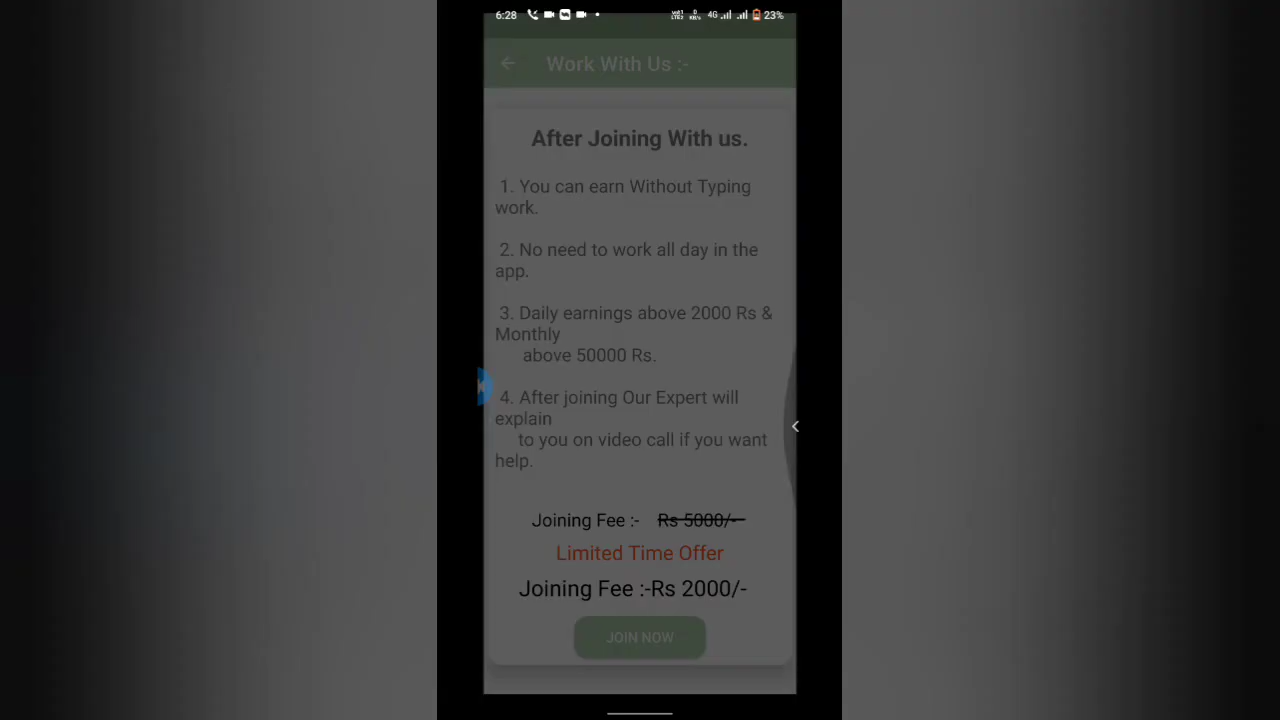 6:28 4G 23%
Work With Us :-
After Joining With us.
1. You can earn Without Typing
work.
2. No need to work all day in the
app.
3. Daily earnings above 2000 Rs &
Monthly
above 50000 Rs.
4. After joining Our Expert will
explain
to you on video call if you want
help.
Joining Fee :- Rs 5000/-
Limited Time Offer
Joining Fee :-Rs 2000/-
JOIN NOW